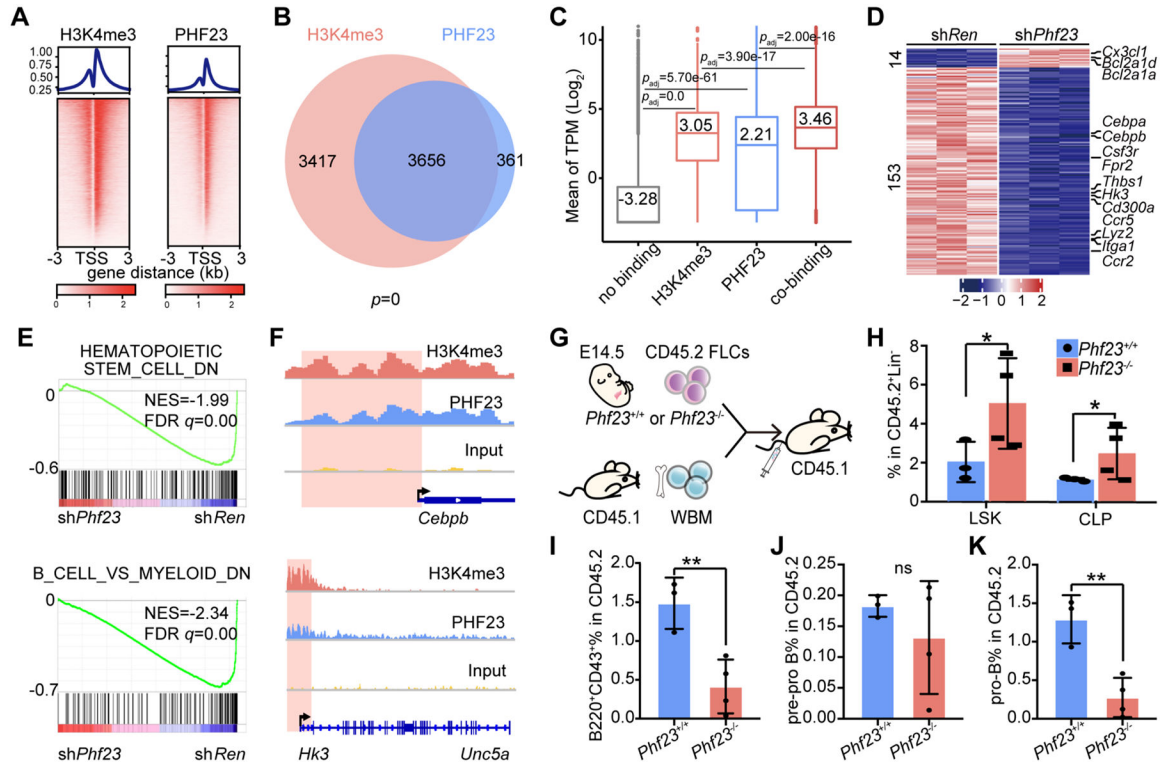 A
H3K4me3 PHF23
1.00
0.75
0.50
0.25
1.00
0.75
0.50
0.25
-3 TSS 3 -3 TSS 3
gene distance (kb)
0 1 2 0 1 2
B
H3K4me3 PHF23
3417 3656 361
p=0
C
Mean of TPM (Log2)
10
5
0
padj=2.00e-16
padj=3.90e-17
padj=5.70e-61
padj=0.0
-3.28 3.05 2.21 3.46
no binding H3K4me3 PHF23 co-binding
D
shRen shPhf23
14
153
Cx3cl1
Bcl2a1d
Bcl2a1a
Cebpa
Cebpb
Csf3r
Fpr2
Thbs1
Hk3
Cd300a
Ccr5
Lyz2
Itga1
Ccr2
-2 -1 0 1 2
E
HEMATOPOIETIC
STEM_CELL_DN
0
NES=-1.99
FDR q=0.00
-0.6
shPhf23 shRen
B_CELL_VS_MYELOID_DN
0
NES=-2.34
FDR q=0.00
-0.7
shPhf23 shRen
F
H3K4me3
PHF23
Input
Cebpb
H3K4me3
PHF23
Input
Hk3 Unc5a
G
E14.5 CD45.2 FLCs
Phf23+/+ or Phf23-/-
CD45.1
CD45.1 WBM
H
% in CD45.2+Lin-
8
6
4
2
0
* *
Phf23+/+
Phf23-/-
LSK CLP
I
B220+CD43+% in CD45.2
2.0
1.5
1.0
0.5
0.0
**
Phf23+/+ Phf23-/-
J
pre-pro B% in CD45.2
0.25
0.20
0.15
0.10
0.05
0.00
ns
Phf23+/+ Phf23-/-
K
pro-B% in CD45.2
2.0
1.5
1.0
0.5
0.0
**
Phf23+/+ Phf23-/-